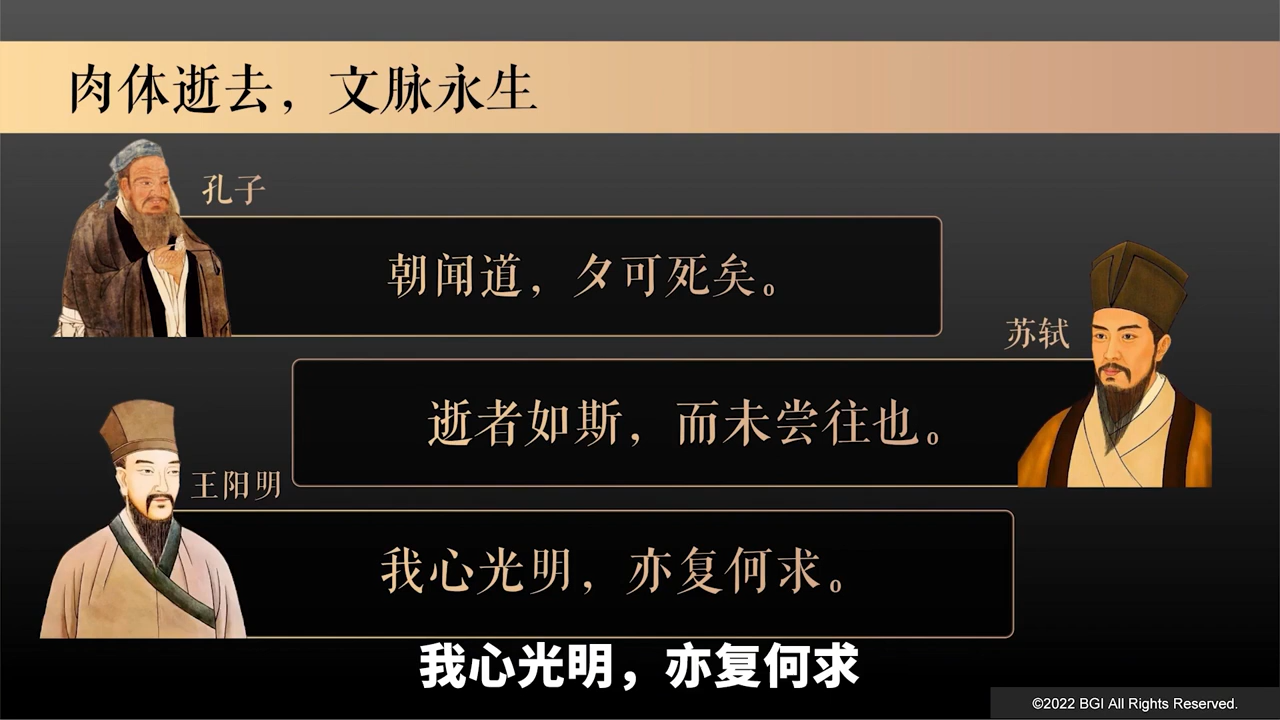 肉体逝去，文脉永生
孔子
朝闻道，夕可死矣。
苏轼
逝者如斯，而未尝往也。
王阳明
我心光明，亦复何求。
我心光明，亦复何求
©2022 BGI All Rights Reserved.